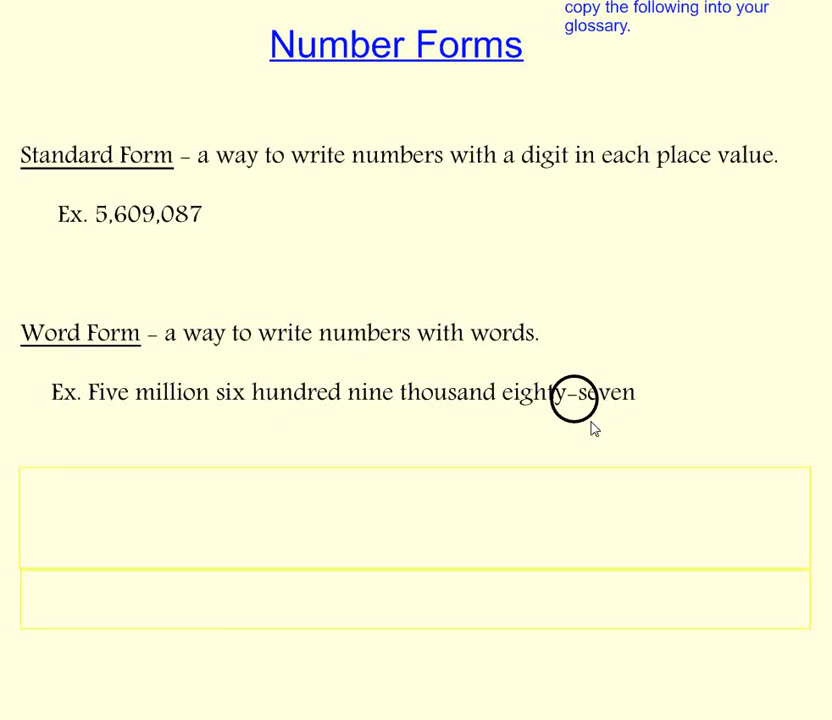 copy the following into your
glossary.
Number Forms
Standard Form - a way to write numbers with a digit in each place value.
Ex. 5,609,087
Word Form - a way to write numbers with words.
Ex. Five million six hundred nine thousand eighty-seven